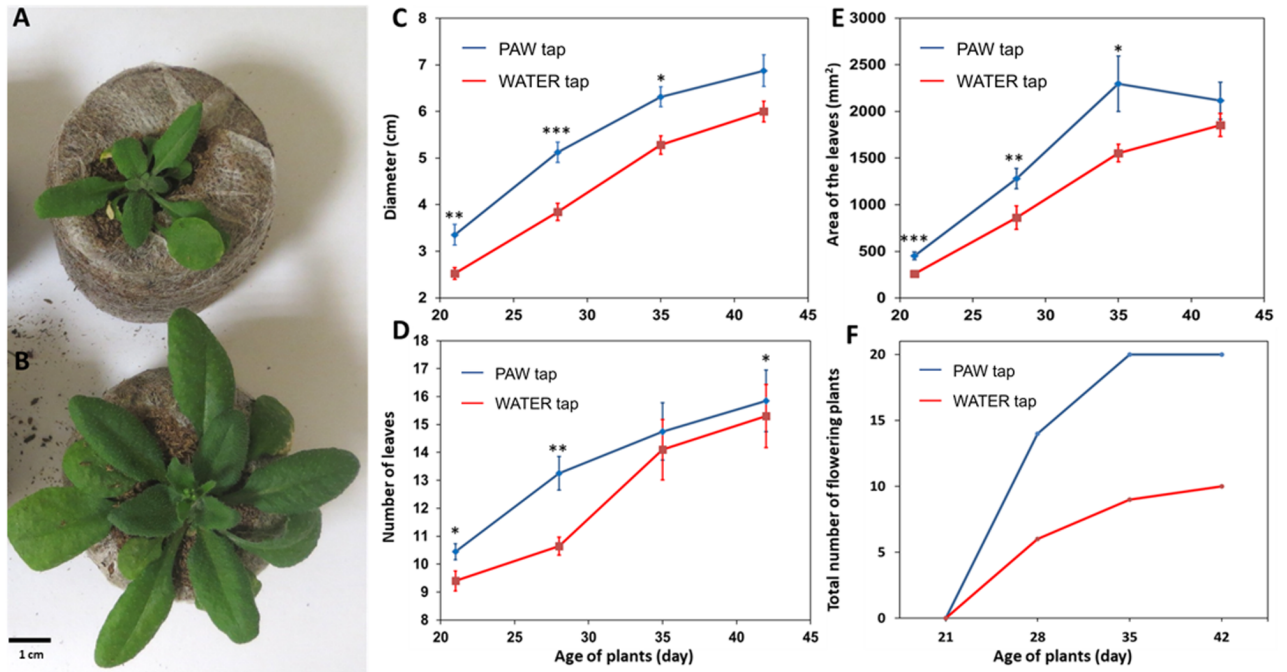 A
B
1 cm
C
Diameter (cm)
8
7
6
5
4
3
2
PAW tap
WATER tap
**
***
*
20 25 30 35 40 45
D
Number of leaves
18
17
16
15
14
13
12
11
10
9
8
PAW tap
WATER tap
*
**
*
20 25 30 35 40 45
Age of plants (day)
E
Area of the leaves (mm²)
3000
2500
2000
1500
1000
500
0
PAW tap
WATER tap
***
**
*
20 25 30 35 40 45
F
Total number of flowering plants
20
15
10
5
0
PAW tap
WATER tap
21 28 35 42
Age of plants (day)